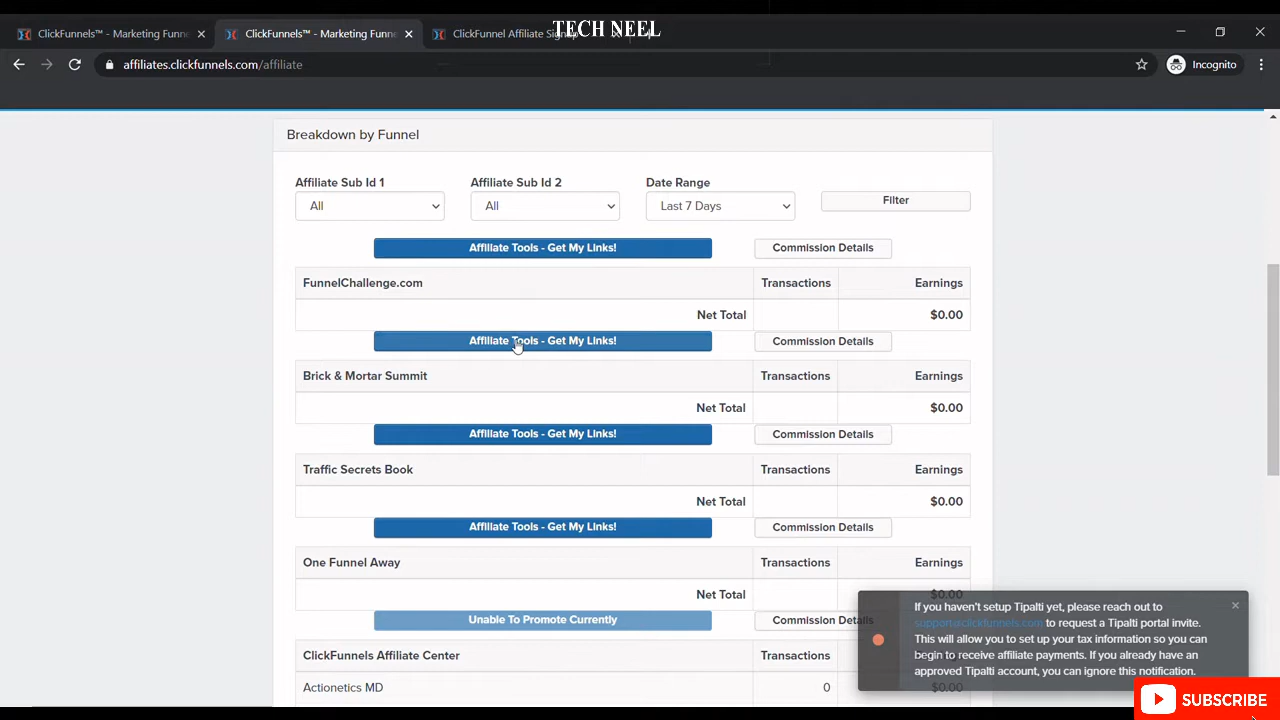 TECH NEEL
ClickFunnels™ - Marketing Funn
ClickFunnels™ - Marketing Funne
ClickFunnel Affiliate Sign
affiliates.clickfunnels.com/affiliate
Incognito
Breakdown by Funnel
Affiliate Sub Id 1
Affiliate Sub Id 2
Date Range
All
All
Last 7 Days
Filter
Affiliate Tools - Get My Links!
Commission Details
FunnelChallenge.com
Transactions
Earnings
Net Total
$0.00
Affiliate Tools - Get My Links!
Commission Details
Brick & Mortar Summit
Transactions
Earnings
Net Total
$0.00
Affiliate Tools - Get My Links!
Commission Details
Traffic Secrets Book
Transactions
Earnings
Net Total
$0.00
Affiliate Tools - Get My Links!
Commission Details
One Funnel Away
Transactions
Earnings
Net Total
$0.00
Unable To Promote Currently
Commission Details
ClickFunnels Affiliate Center
Transactions
Actionetics MD
0
$0.00
If you haven't setup Tipalti yet, please reach out to
support@clickfunnels.com to request a Tipalti portal invite.
This will allow you to set up your tax information so you can
begin to receive affiliate payments. If you already have an
approved Tipalti account, you can ignore this notification.
SUBSCRIBE